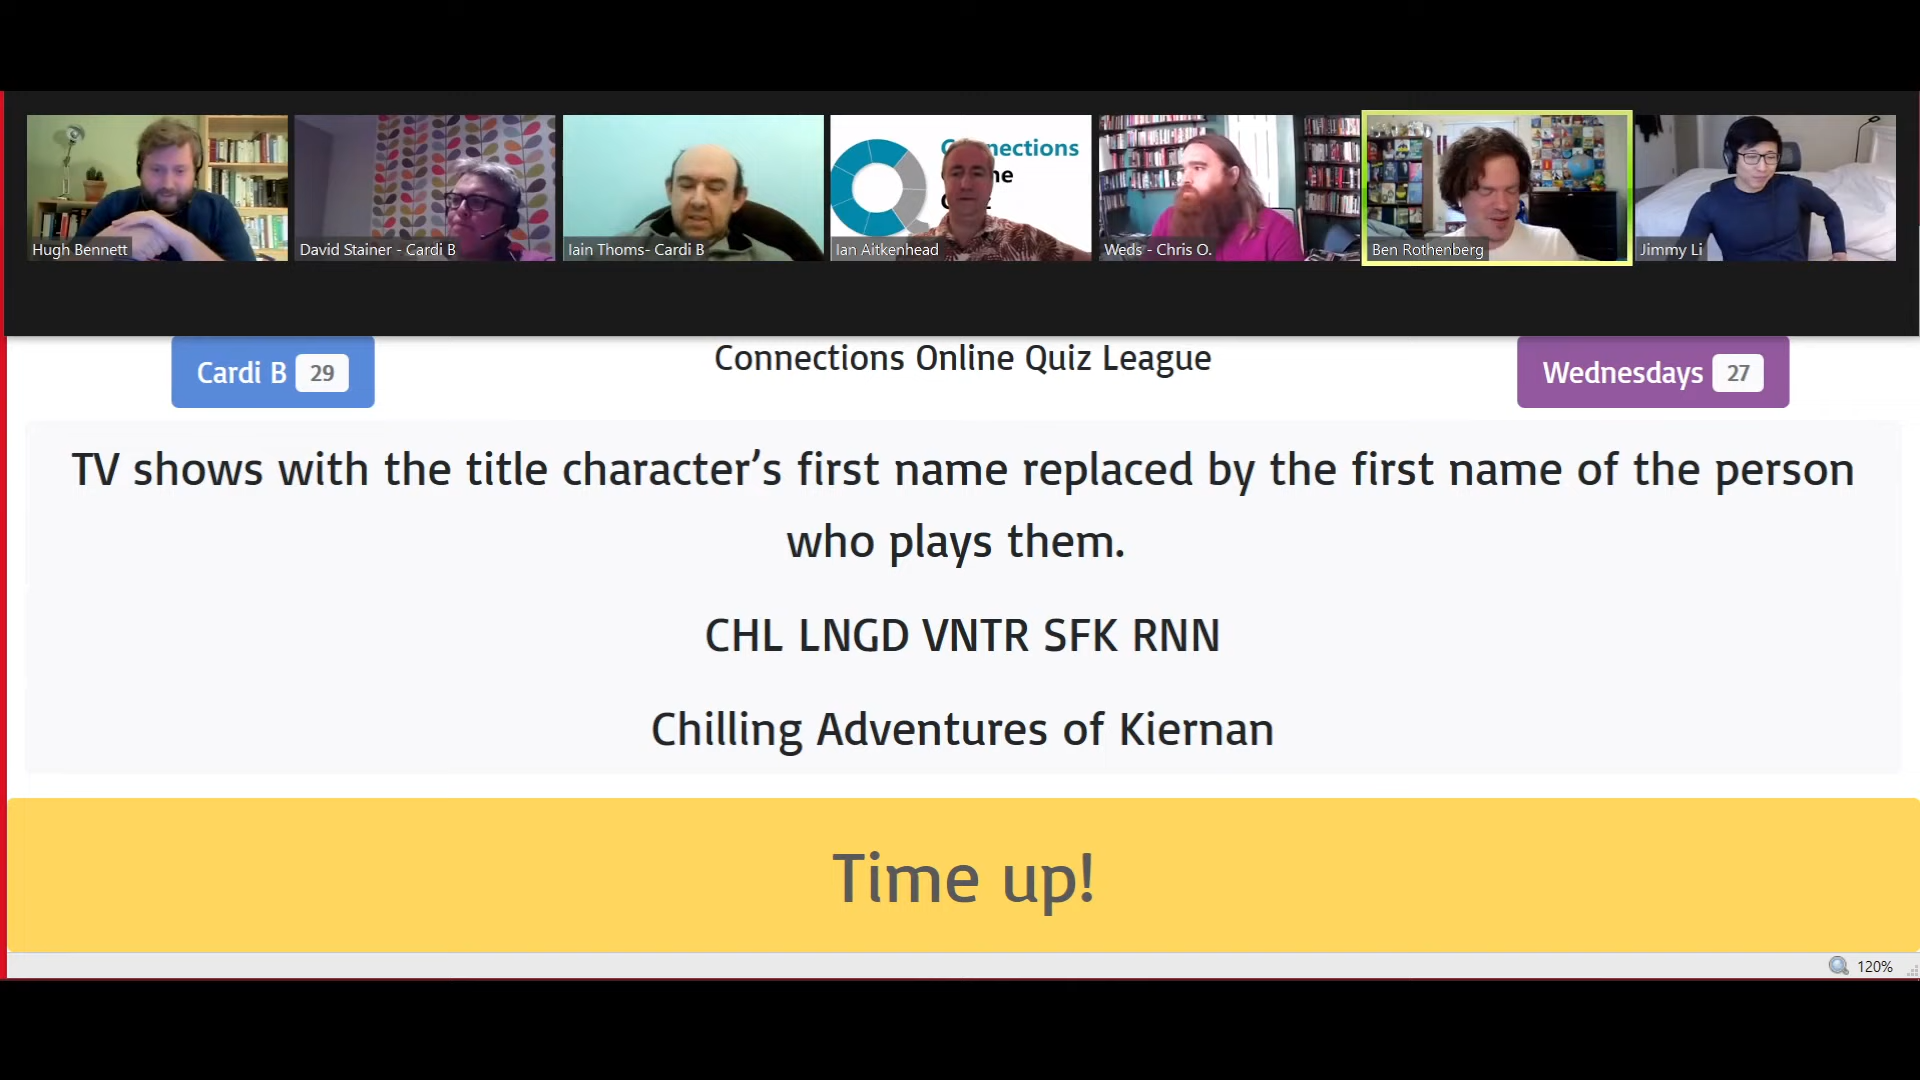 Connections
ne
Hugh Bennett
David Stainer - Cardi B
Iain Thoms- Cardi B
Ian Aitkenhead
Weds - Chris O.
Ben Rothenberg
Jimmy Li
Cardi B 29
Connections Online Quiz League
Wednesdays 27
TV shows with the title character’s first name replaced by the first name of the person
who plays them.
CHL LNGD VNTR SFK RNN
Chilling Adventures of Kiernan
Time up!
120%